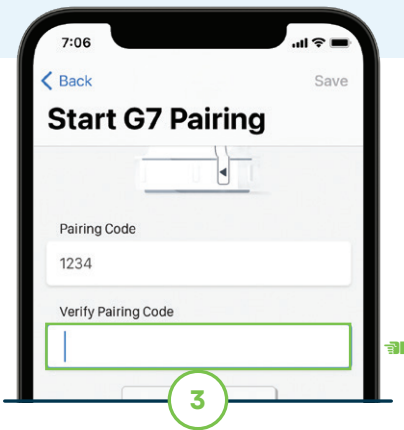 7:06
Back
Save
Start G7 Pairing
Pairing Code
1234
Verify Pairing Code
3